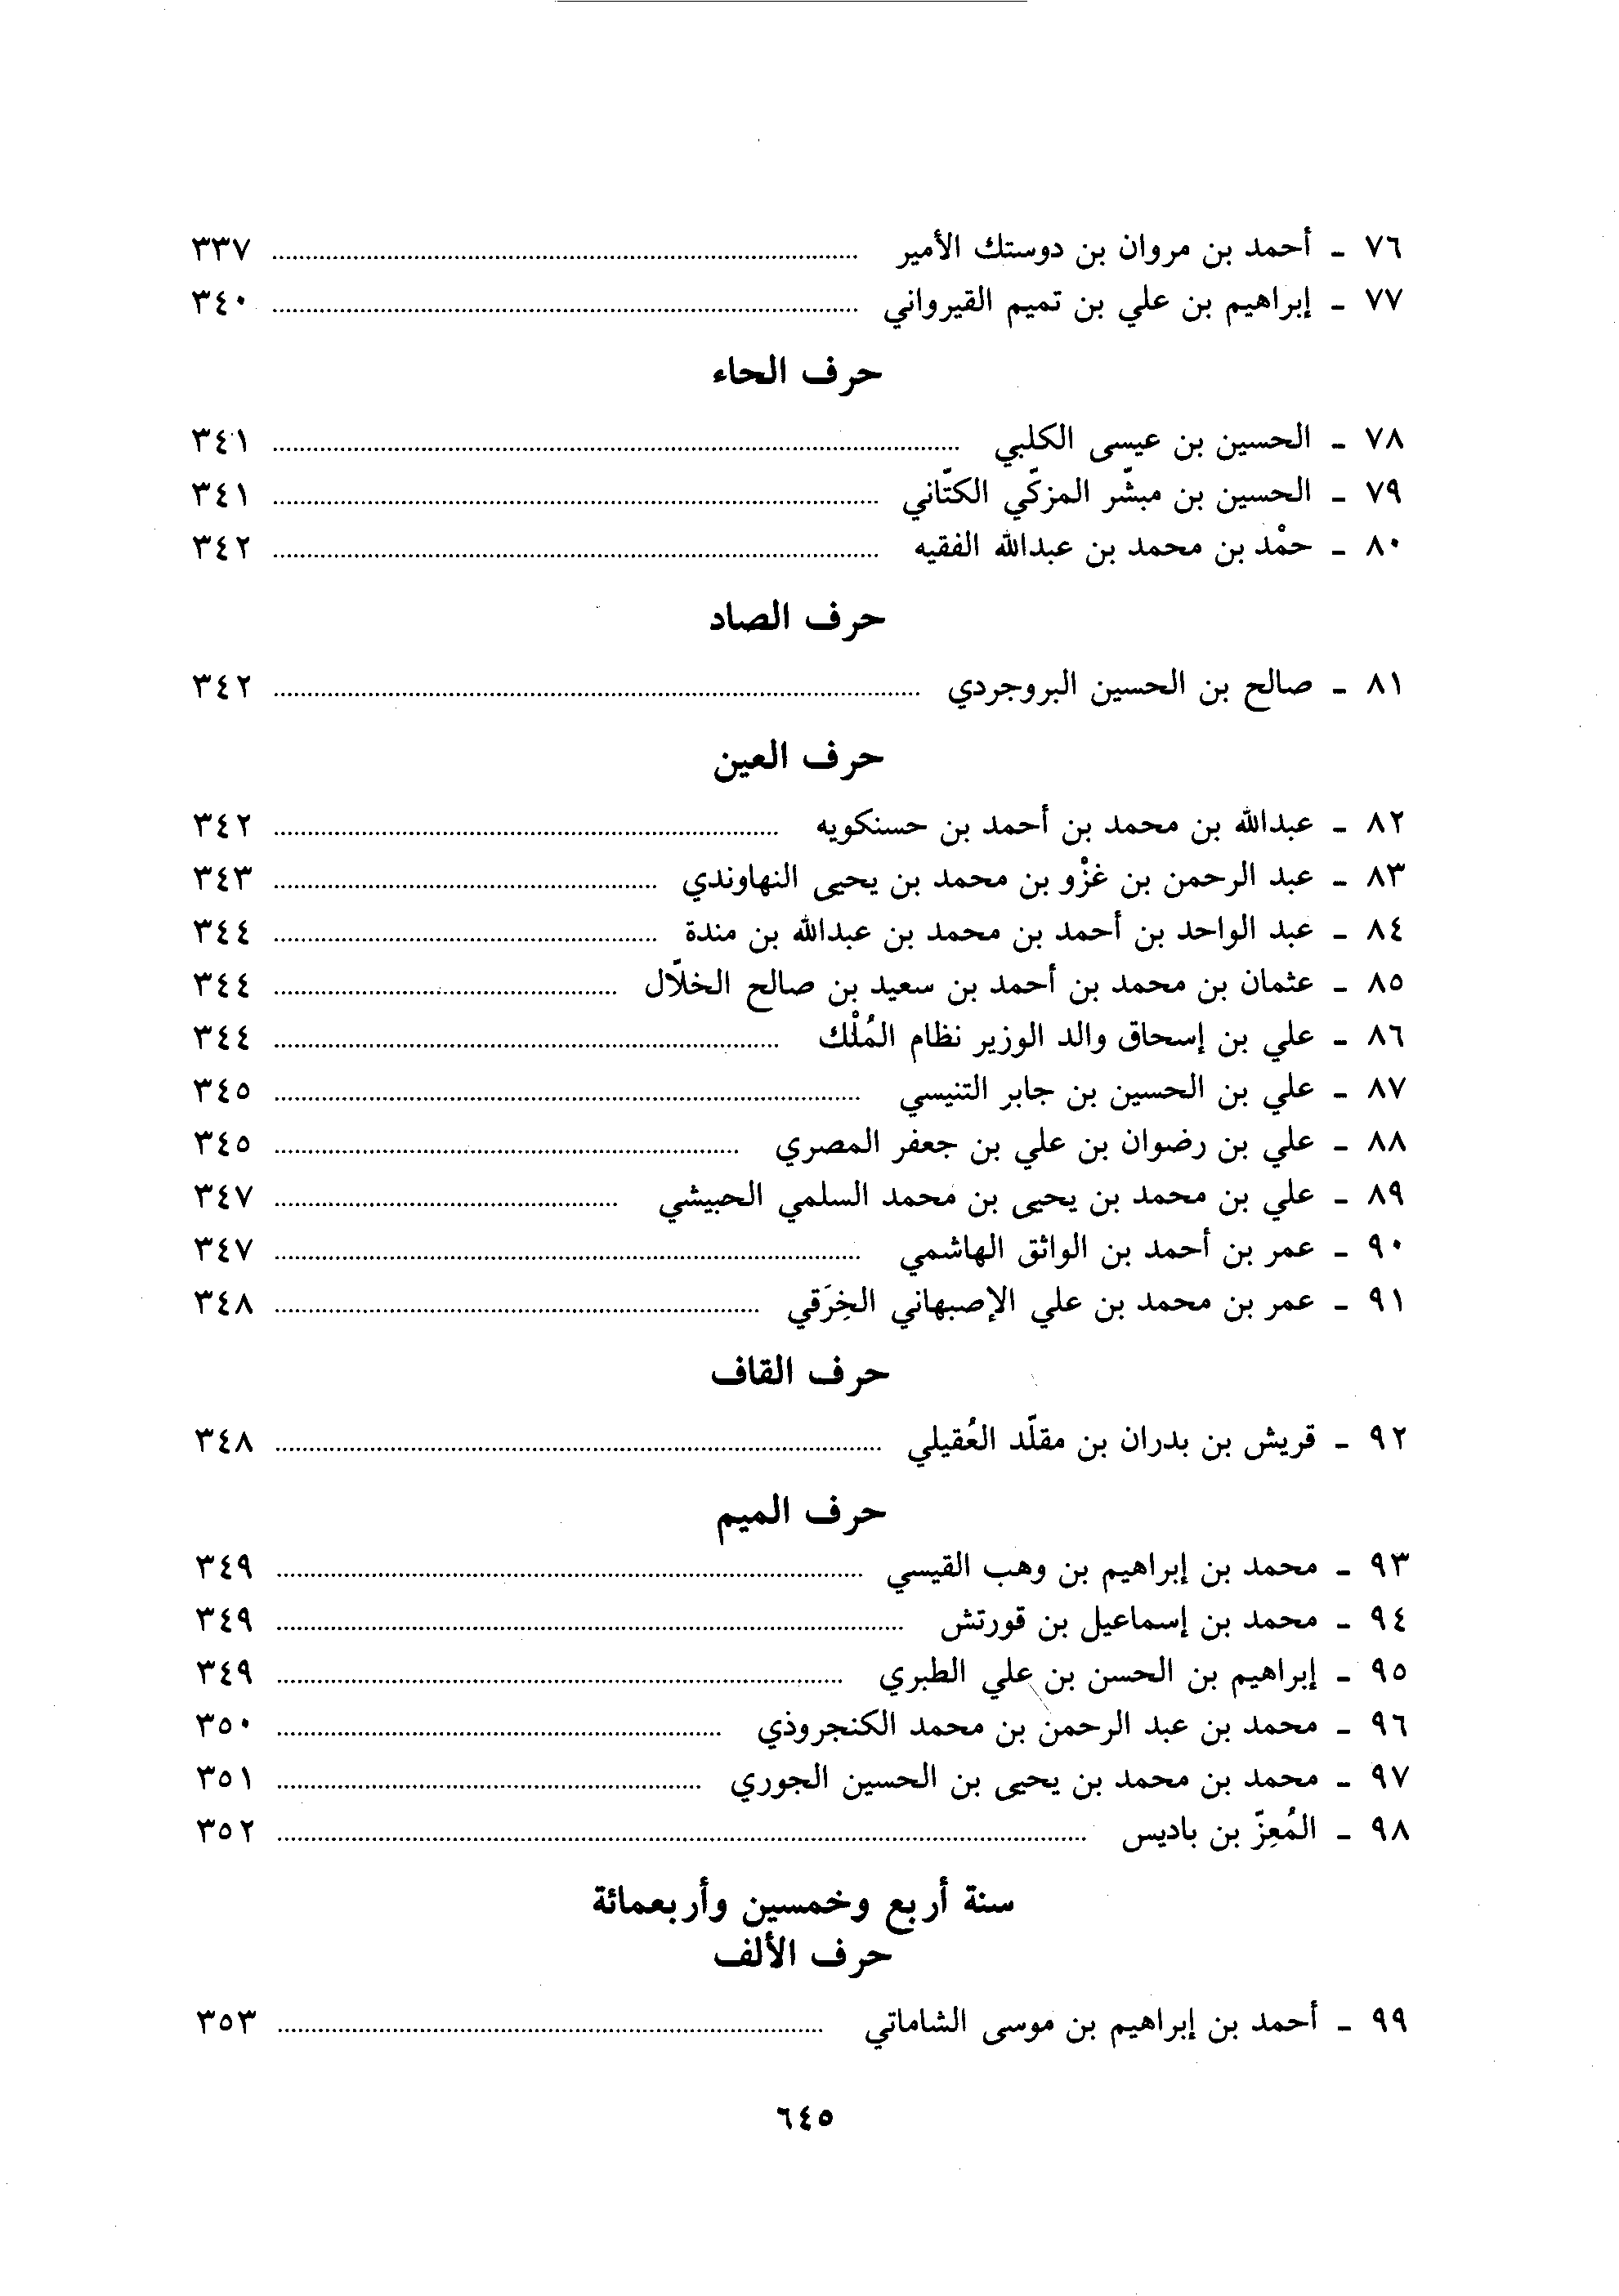 ٧٦ - أحمد بن مروان بن دوستك الأمير ........ ٣٣٧
٧٧ - إبراهيم بن علي بن تميم القيرواني ........ ٣٤٠
حرف الحاء
٧٨ - الحسين بن عيسى الكلبي ........ ٣٤١
٧٩ - الحسين بن مبشّر المزكّي الكتّاني ........ ٣٤١
٨٠ - حمْد بن محمد بن عبدالله الفقيه ........ ٣٤٢
حرف الصاد
٨١ - صالح بن الحسين البروجردي ........ ٣٤٢
حرف العين
٨٢ - عبدالله بن محمد بن أحمد بن حسنكويه ........ ٣٤٢
٨٣ - عبد الرحمن بن غزْو بن محمد بن يحيى النهاوندي ........ ٣٤٣
٨٤ - عبد الواحد بن أحمد بن محمد بن عبدالله بن مندة ........ ٣٤٤
٨٥ - عثمان بن محمد بن أحمد بن سعيد بن صالح الخلّال ........ ٣٤٤
٨٦ - علي بن إسحاق والد الوزير نظام المُلْك ........ ٣٤٤
٨٧ - علي بن الحسين بن جابر التنيسي ........ ٣٤٥
٨٨ - علي بن رضوان بن علي بن جعفر المصري ........ ٣٤٥
٨٩ - علي بن محمد بن يحيى بن محمد السلمي الحبيشي ........ ٣٤٧
٩٠ - عمر بن أحمد بن الواثق الهاشمي ........ ٣٤٧
٩١ - عمر بن محمد بن علي الإصبهاني الخِرَقي ........ ٣٤٨
حرف القاف
٩٢ - قريش بن بدران بن مقلّد العُقيلي ........ ٣٤٨
حرف الميم
٩٣ - محمد بن إبراهيم بن وهب القيسي ........ ٣٤٩
٩٤ - محمد بن إسماعيل بن قورتش ........ ٣٤٩
٩٥ - إبراهيم بن الحسن بن علي الطبري ........ ٣٤٩
٩٦ - محمد بن عبد الرحمن بن محمد الكنجروذي ........ ٣٥٠
٩٧ - محمد بن محمد بن يحيى بن الحسين الجوري ........ ٣٥١
٩٨ - المُعِزّ بن باديس ........ ٣٥٢
سنة أربع وخمسين وأربعمائة
حرف الألف
٩٩ - أحمد بن إبراهيم بن موسى الشاماتي ........ ٣٥٣
٦٤٥